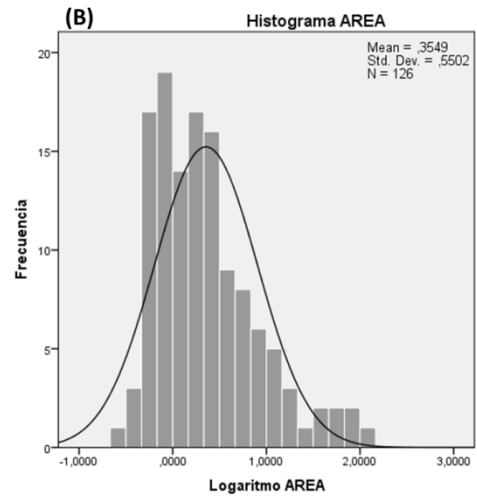 (B)
Histograma AREA
Mean = ,3549
Std. Dev. = ,5502
N = 126
20
15
10
5
0
Frecuencia
-1,0000 ,0000 1,0000 2,0000 3,0000
Logaritmo AREA